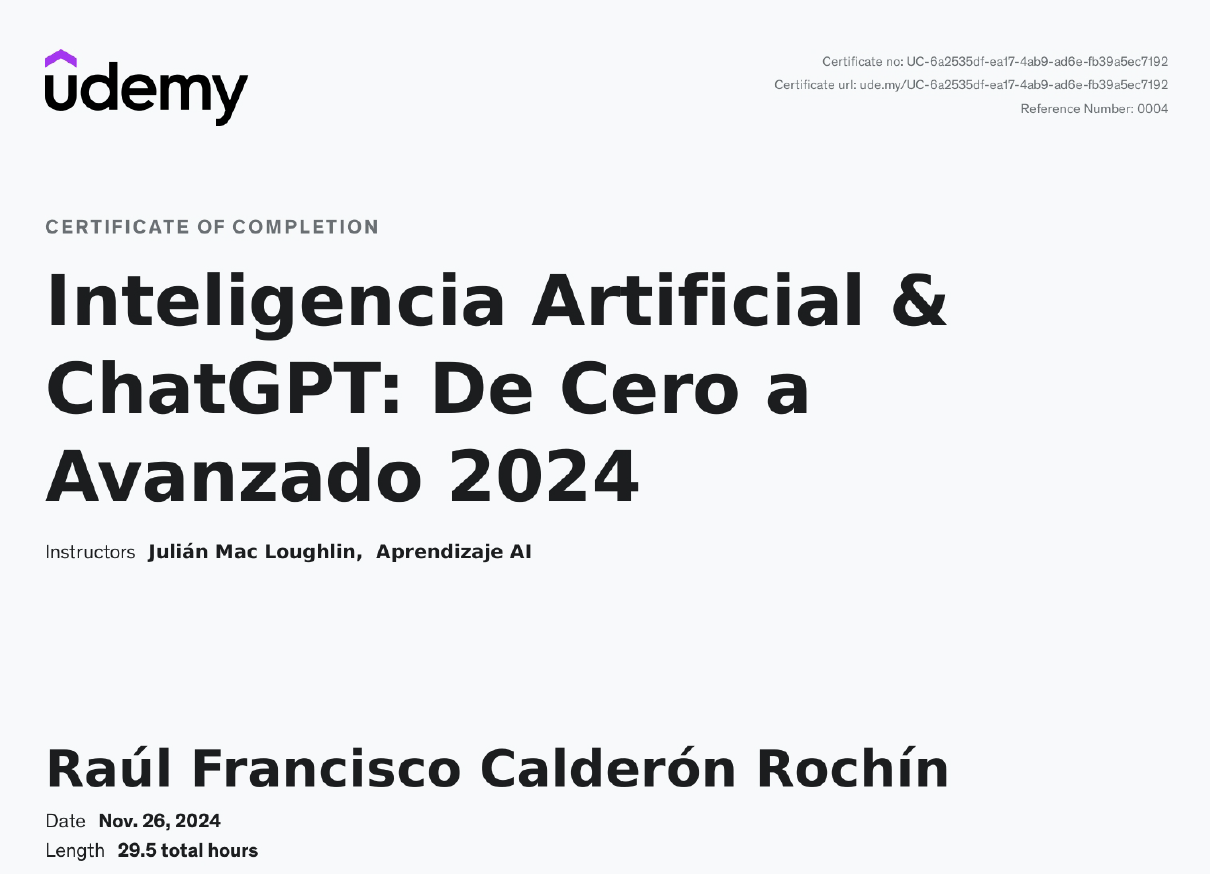 udemy
Certificate no: UC-6a2535df-ea17-4ab9-ad6e-fb39a5ec7192
Certificate url: ude.my/UC-6a2535df-ea17-4ab9-ad6e-fb39a5ec7192
Reference Number: 0004
CERTIFICATE OF COMPLETION
Inteligencia Artificial &
ChatGPT: De Cero a
Avanzado 2024
Instructors Julián Mac Loughlin, Aprendizaje AI
Raúl Francisco Calderón Rochín
Date Nov. 26, 2024
Length 29.5 total hours